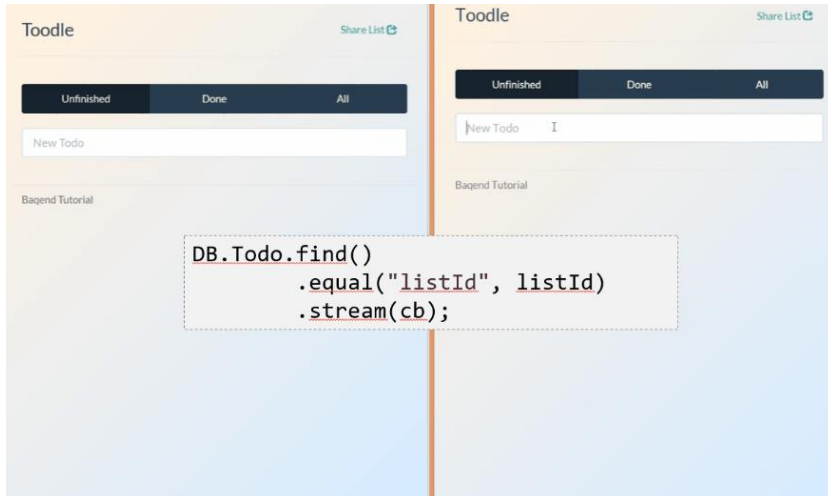 Toodle
Share List
Unfinished Done All
New Todo
Baqend Tutorial
Toodle
Share List
Unfinished Done All
New Todo
Baqend Tutorial
DB.Todo.find()
.equal("listId", listId)
.stream(cb);